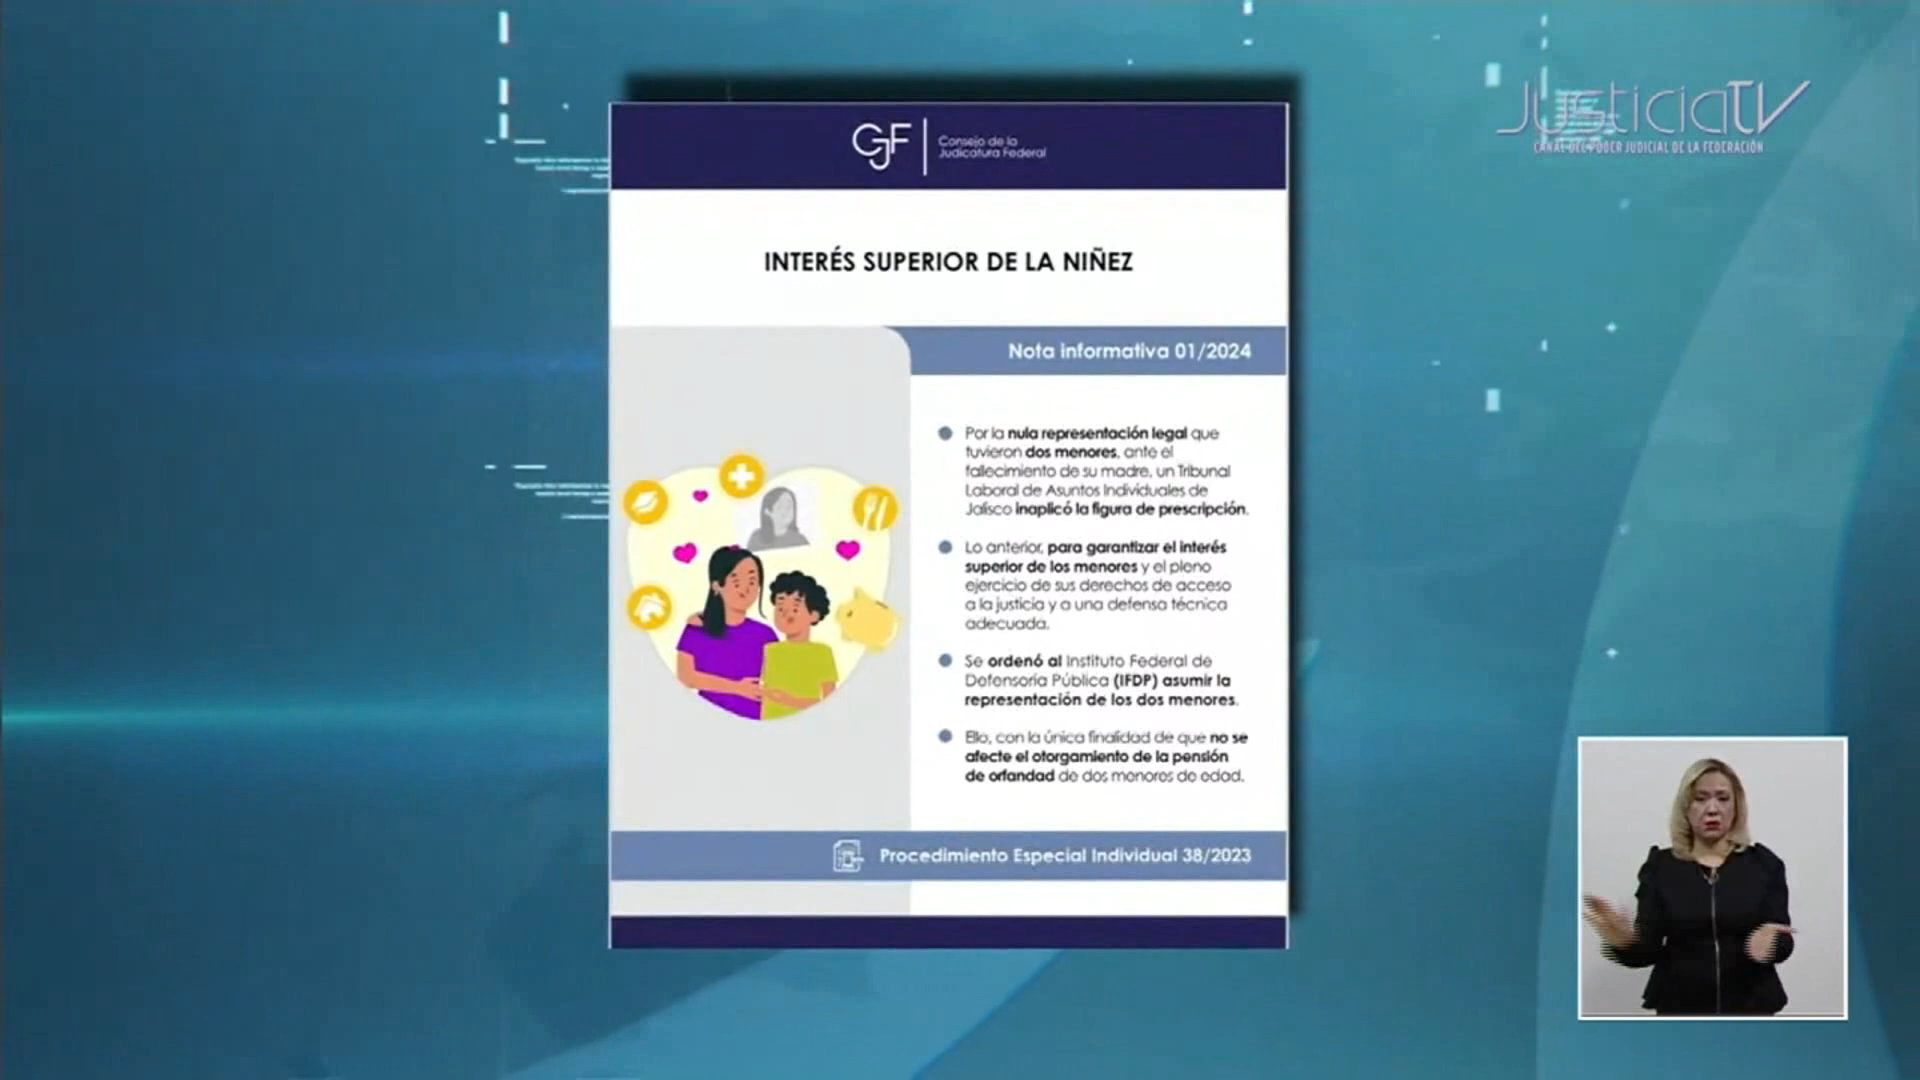 JusticiaTV
CANAL DEL PODER JUDICIAL DE LA FEDERACIÓN
CJF
Consejo de la
Judicatura Federal
INTERÉS SUPERIOR DE LA NIÑEZ
Nota informativa 01/2024
Por la nula representación legal que
tuvieron dos menores, ante el
fallecimiento de su madre, un Tribunal
Laboral de Asuntos Individuales de
Jalisco inaplicó la figura de prescripción.
Lo anterior, para garantizar el interés
superior de los menores y el pleno
ejercicio de sus derechos de acceso
a la justicia y a una defensa técnica
adecuada.
Se ordenó al Instituto Federal de
Defensoría Pública (IFDP) asumir la
representación de los dos menores.
Ello, con la única finalidad de que no se
afecte el otorgamiento de la pensión
de orfandad de dos menores de edad.
Procedimiento Especial Individual 38/2023